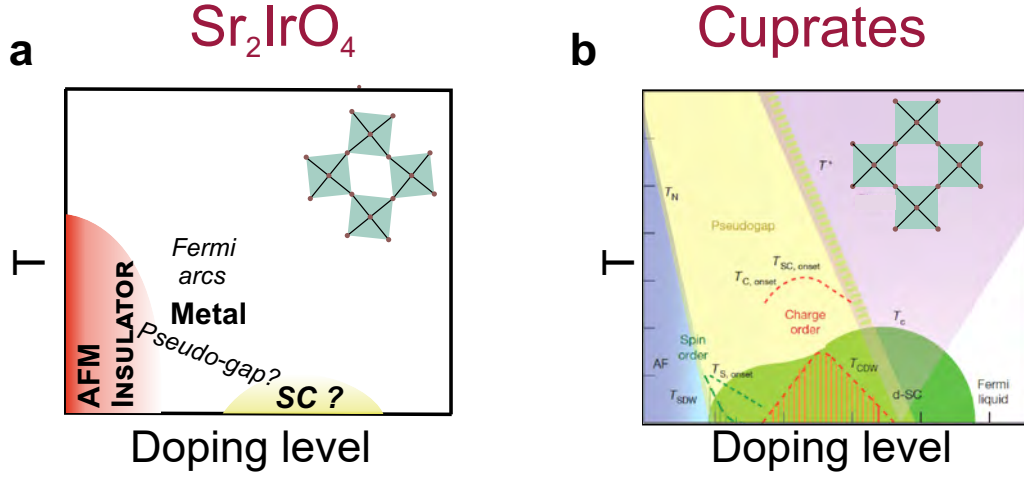 Sr2IrO4
a
T
Fermi
arcs
Metal
AFM
INSULATOR
Pseudo-gap?
SC ?
Doping level
Cuprates
b
T
T*
TN
Pseudogap
TSC, onset
TC, onset
Charge
order
Tc
Spin
order
AF
TS, onset
TCDW
TSDW
d-SC
Fermi
liquid
Doping level